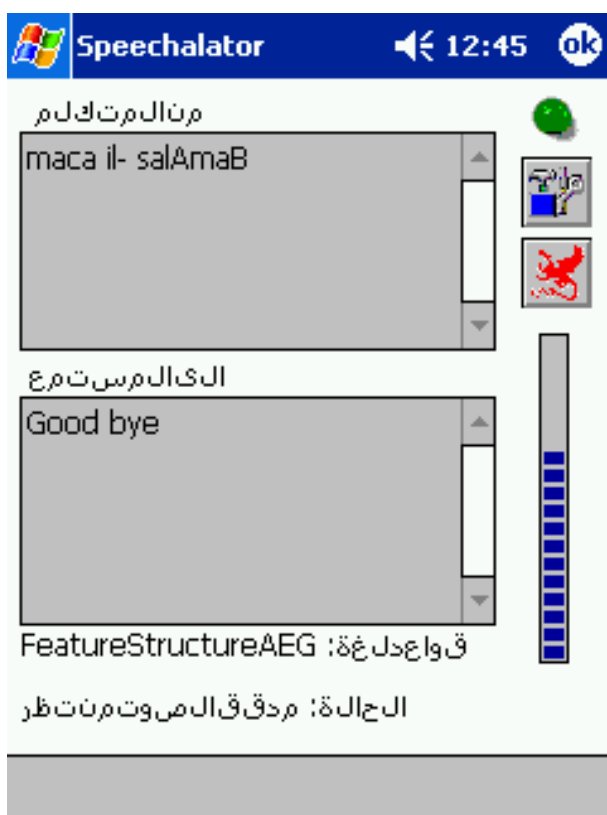 Speechalator 12:45 ok
من المتكلم
maca il- salAmaB
الى المستمع
Good bye
قواعد لغة: FeatureStructureAEG
الحالة: مدقق الصوت منتظر